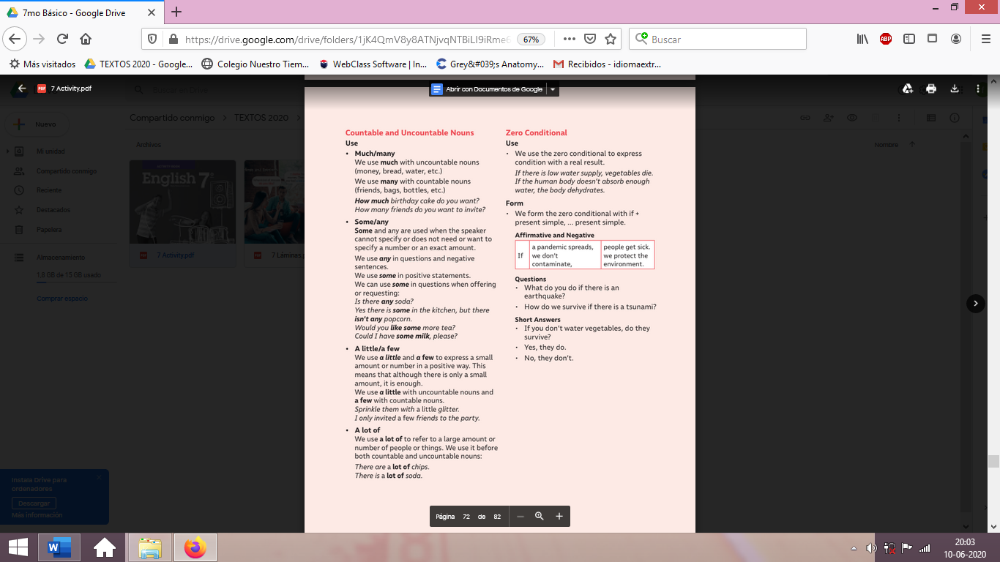 7mo Básico - Google Drive
https://drive.google.com/drive/folders/1jK4QmV8y8ATNjvqNTBiLI9iRme
67%
Buscar
ABP
Más visitados
TEXTOS 2020 - Google...
Colegio Nuestro Tiem...
WebClass Software | In...
Grey&#039;s Anatomy...
Recibidos - idiomaextr...
PDF 7 Activity.pdf
Abrir con Documentos de Google
Compartido conmigo > TEXTOS 2020 >
Nuevo
Archivos
Nombre
Mi unidad
Compartido conmigo
Reciente
Destacados
Papelera
Almacenamiento
1,8 GB de 15 GB usado
Comprar espacio
English 7
7 Activity.pdf
7 Láminas
Countable and Uncountable Nouns
Use
• Much/many
We use much with uncountable nouns
(money, bread, water, etc.)
We use many with countable nouns
(friends, bags, bottles, etc.)
How much birthday cake do you want?
How many friends do you want to invite?
• Some/any
Some and any are used when the speaker
cannot specify or does not need or want to
specify a number or an exact amount.
We use any in questions and negative
sentences.
We use some in positive statements.
We can use some in questions when offering
or requesting:
Is there any soda?
Yes there is some in the kitchen, but there
isn't any popcorn.
Would you like some more tea?
Could I have some milk, please?
• A little/a few
We use a little and a few to express a small
amount or number in a positive way. This
means that although there is only a small
amount, it is enough.
We use a little with uncountable nouns and
a few with countable nouns.
Sprinkle them with a little glitter.
I only invited a few friends to the party.
• A lot of
We use a lot of to refer to a large amount or
number of people or things. We use it before
both countable and uncountable nouns:
There are a lot of chips.
There is a lot of soda.
Zero Conditional
Use
• We use the zero conditional to express
condition with a real result.
If there is low water supply, vegetables die.
If the human body doesn't absorb enough
water, the body dehydrates.
Form
• We form the zero conditional with if +
present simple, ... present simple.
Affirmative and Negative
If
a pandemic spreads,
we don't
contaminate,
people get sick.
we protect the
environment.
Questions
• What do you do if there is an
earthquake?
• How do we survive if there is a tsunami?
Short Answers
• If you don't water vegetables, do they
survive?
• Yes, they do.
• No, they don't.
Instala Drive para
ordenadores
Descargar
Más información
Página 72 de 82
20:03
10-06-2020